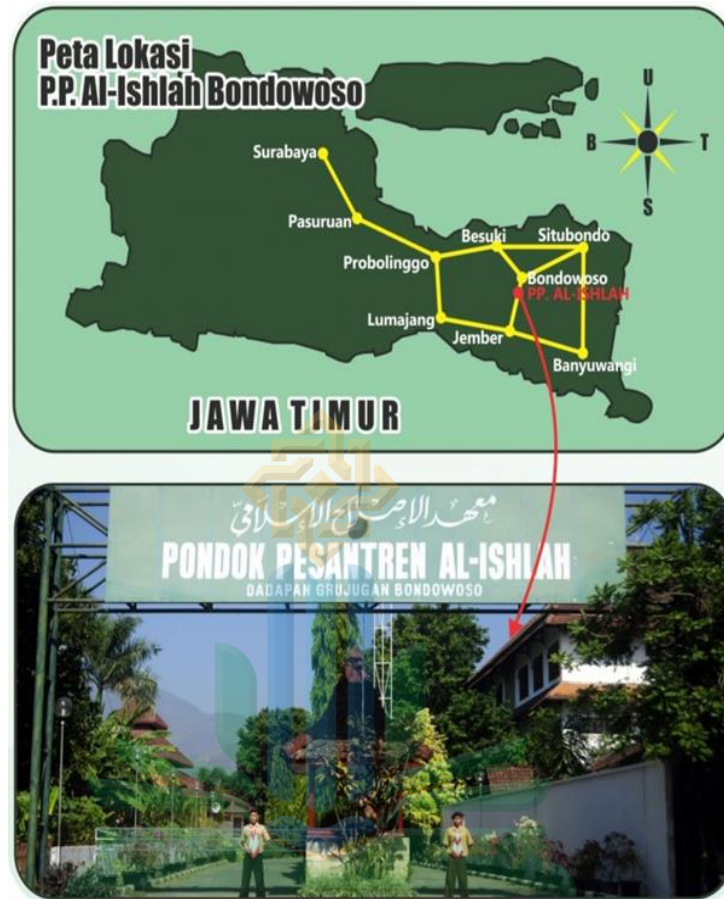 Peta Lokasi
P.P. Al-Ishlah Bondowoso
U
B
T
S
Surabaya
Pasuruan
Besuki
Situbondo
Probolinggo
Bondowoso
PP. AL-ISHLAH
Lumajang
Jember
Banyuwangi
JAWA TIMUR
معهد الإصلاح الإسلامي
PONDOK PESANTREN AL-ISHLAH
DADAPAN GRUJUGAN BONDOWOSO